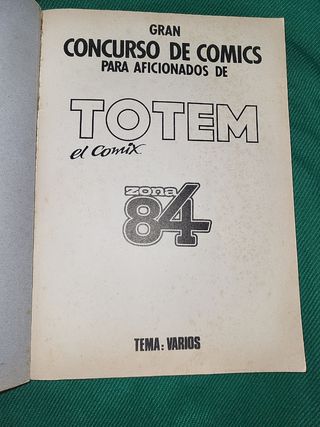 GRAN
CONCURSO DE COMICS
PARA AFICIONADOS DE
TOTEM
el Comix
zona
84
TEMA: VARIOS